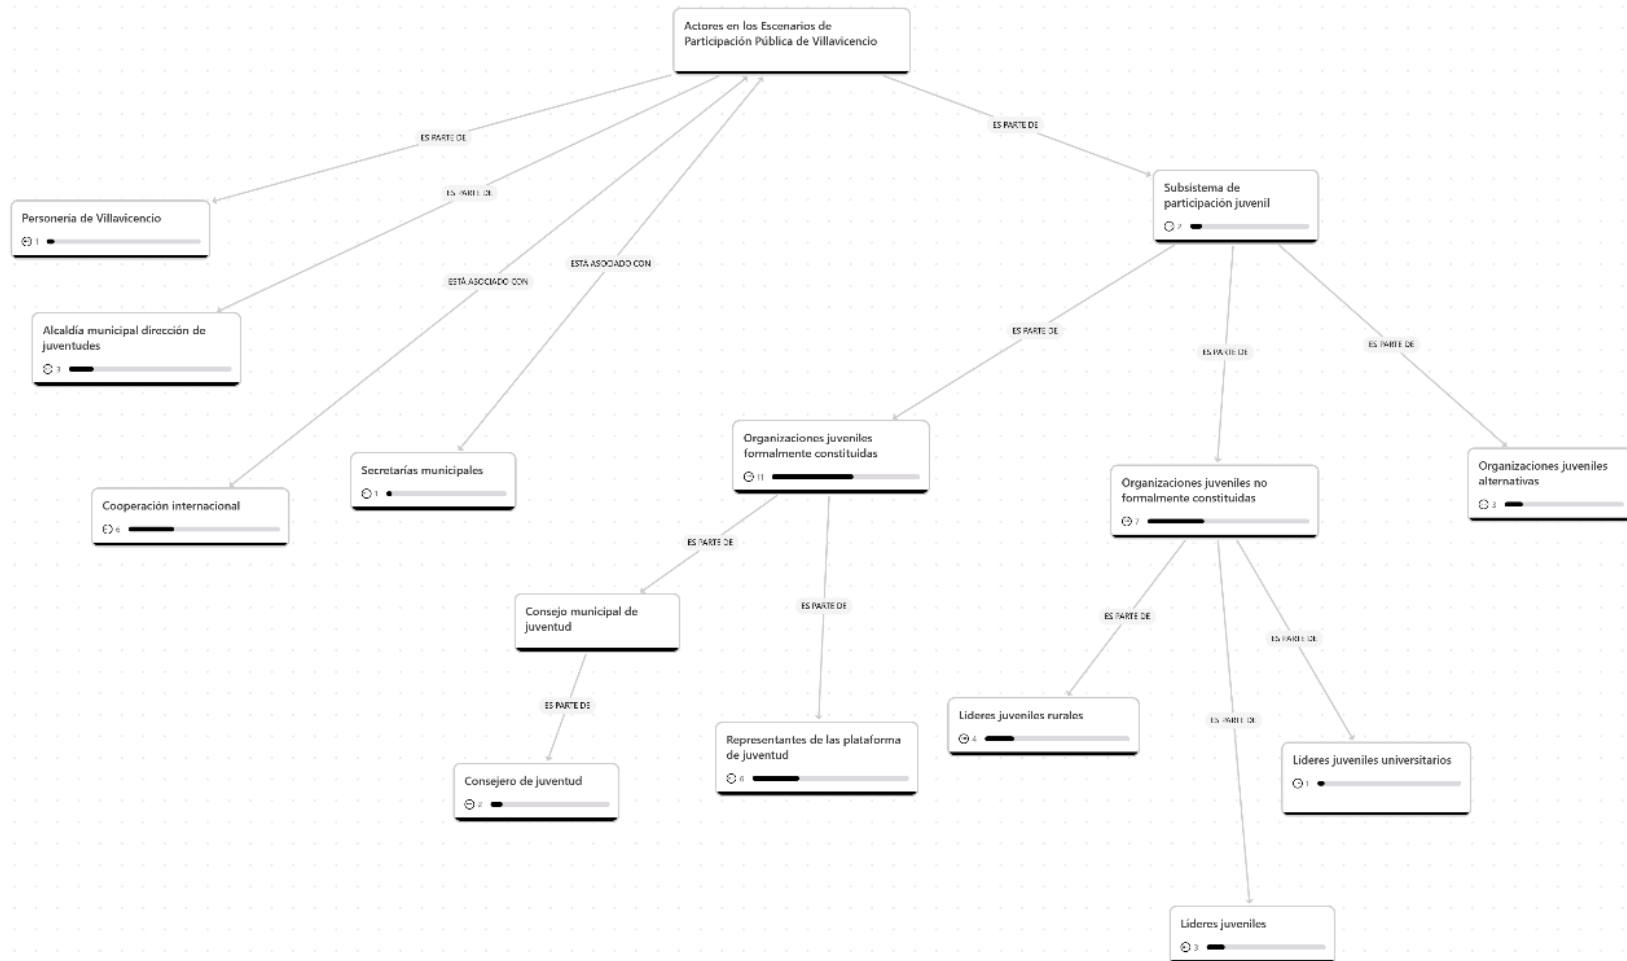 Actores en los Escenarios de
Participación Pública de Villavicencio
ES PARTE DE
ES PARTE DE
Subsistema de
participación juvenil
2
ES PARTE DE
Personería de Villavicencio
1
ESTÁ ASOCIADO CON
ESTÁ ASOCIADO CON
Alcaldía municipal dirección de
juventudes
3
ES PARTE DE
ES PARTE DE
ES PARTE DE
Organizaciones juveniles
formalmente constituidas
11
Secretarías municipales
1
Organizaciones juveniles no
formalmente constituidas
7
Organizaciones juveniles
alternativas
3
Cooperación internacional
6
ES PARTE DE
ES PARTE DE
Consejo municipal de
juventud
ES PARTE DE
ES PARTE DE
ES PARTE DE
ES PARTE DE
Lideres juveniles rurales
4
Representantes de las plataforma
de juventud
Consejero de juventud
2
Lideres juveniles universitarios
1
Líderes juveniles
3